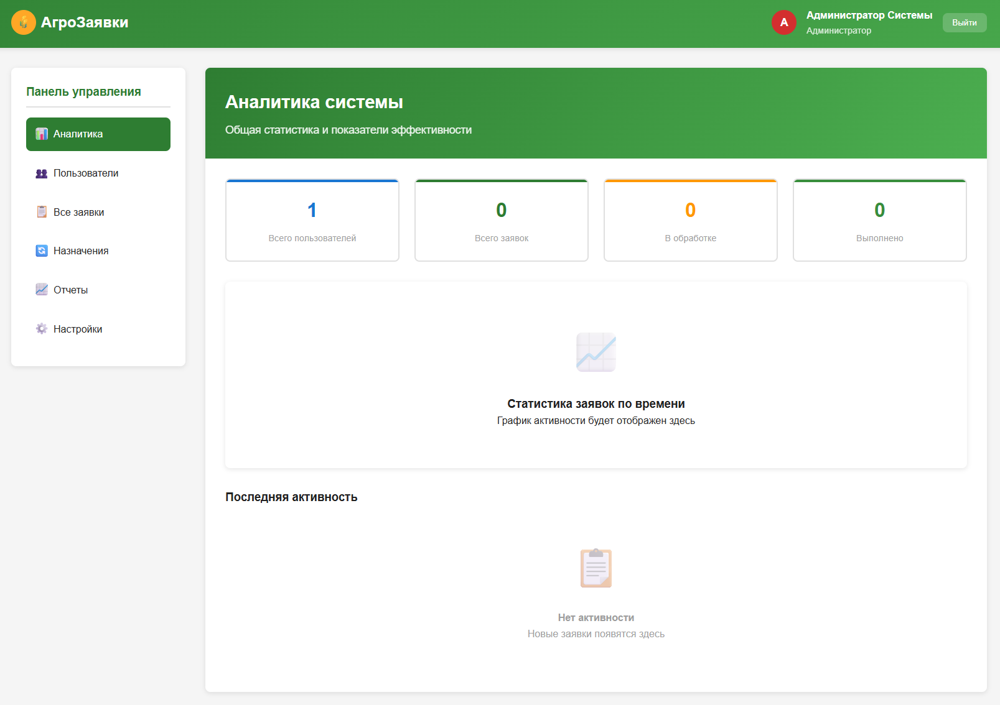 АгроЗаявки
А
Администратор Системы
Администратор
Выйти
Панель управления
Аналитика
Пользователи
Все заявки
Назначения
Отчеты
Настройки
Аналитика системы
Общая статистика и показатели эффективности
1
Всего пользователей
0
Всего заявок
0
В обработке
0
Выполнено
Статистика заявок по времени
График активности будет отображен здесь
Последняя активность
Нет активности
Новые заявки появятся здесь